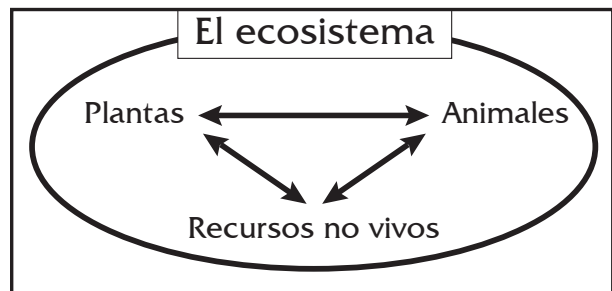 El ecosistema
Plantas
Animales
Recursos no vivos